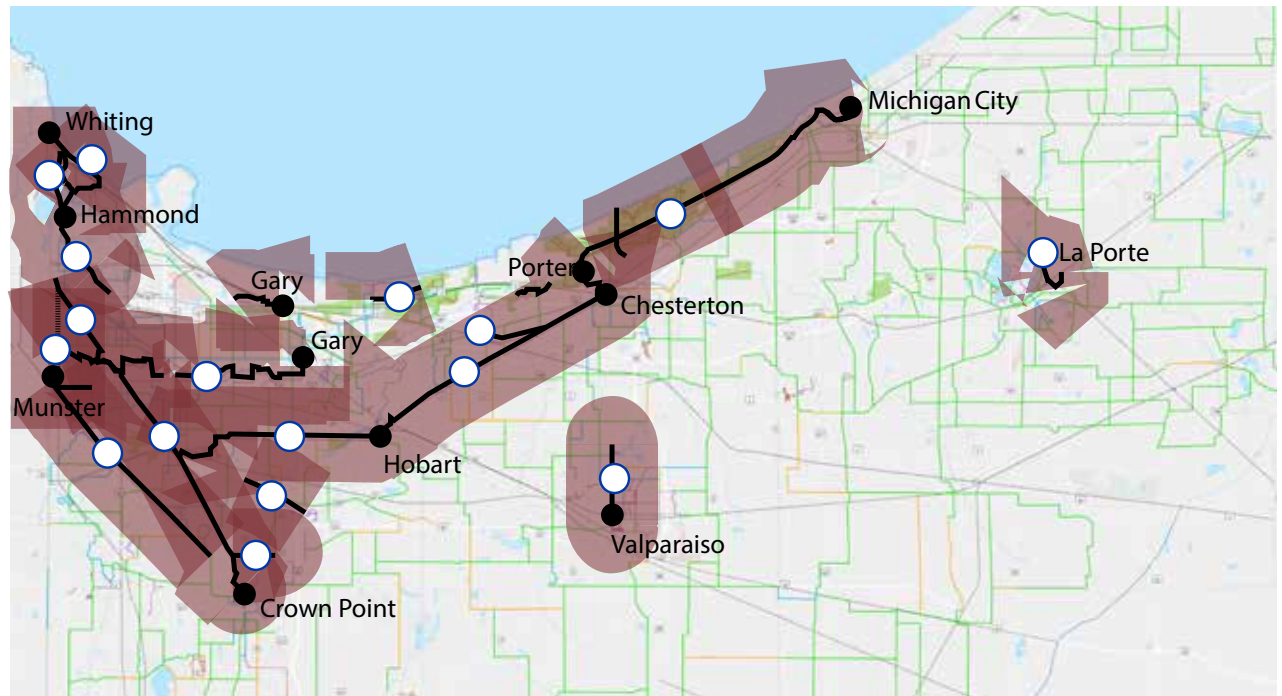 Michigan City
Whiting
Hammond
La Porte
Porter
Gary
Chesterton
Gary
Munster
Hobart
Valparaiso
Crown Point